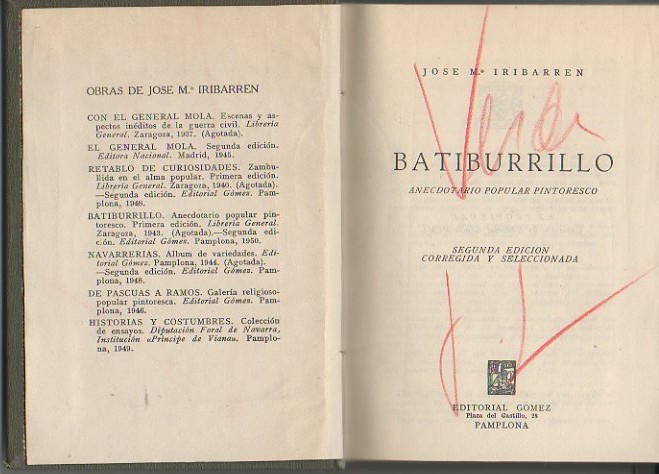 OBRAS DE JOSE M.ª IRIBARREN
CON EL GENERAL MOLA. Escenas y as-
pectos inéditos de la guerra civil. Librería
General. Zaragoza, 1937. (Agotada).
EL GENERAL MOLA. Segunda edición.
Editora Nacional. Madrid, 1945.
RETABLO DE CURIOSIDADES. Zambu-
llida en el alma popular. Primera edición.
Librería General. Zaragoza, 1940. (Agotada).
—Segunda edición. Editorial Gómez. Pam-
plona, 1948.
BATIBURRILLO. Anecdotario popular pin-
toresco. Primera edición. Librería General.
Zaragoza, 1943. (Agotada).—Segunda edi-
ción. Editorial Gómez. Pamplona, 1950.
NAVARRERIAS. Album de variedades. Edi-
torial Gómez. Pamplona, 1944. (Agotada).
—Segunda edición. Editorial Gómez. Pam-
plona, 1948.
DE PASCUAS A RAMOS. Galería religioso-
popular pintoresca. Editorial Gómez. Pam-
plona, 1946.
HISTORIAS Y COSTUMBRES. Colección
de ensayos. Diputación Foral de Navarra,
Institución «Príncipe de Viana». Pamplo-
na, 1949.
JOSE M.ª IRIBARREN
BATIBURRILLO
ANECDOTARIO POPULAR PINTORESCO
SEGUNDA EDICION
CORREGIDA Y SELECCIONADA
EDITORIAL GOMEZ
Plaza del Castillo, 28
PAMPLONA